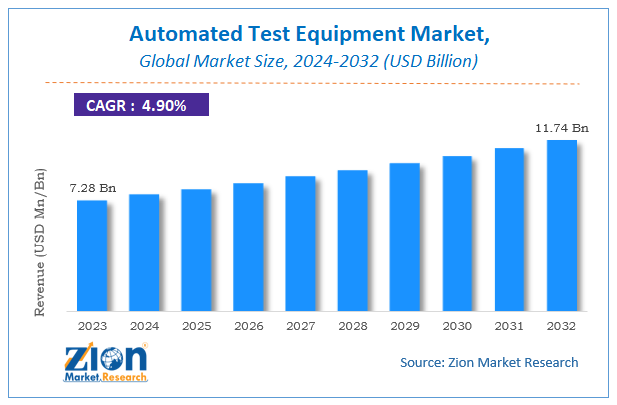 Automated Test Equipment Market,
Global Market Size, 2024-2032 (USD Billion)
CAGR : 4.90%
11.74 Bn
7.28 Bn
Revenue (USD Mn/Bn)
2023 2024 2025 2026 2027 2028 2029 2030 2031 2032
ZION
Market.Research.
Source: Zion Market Research